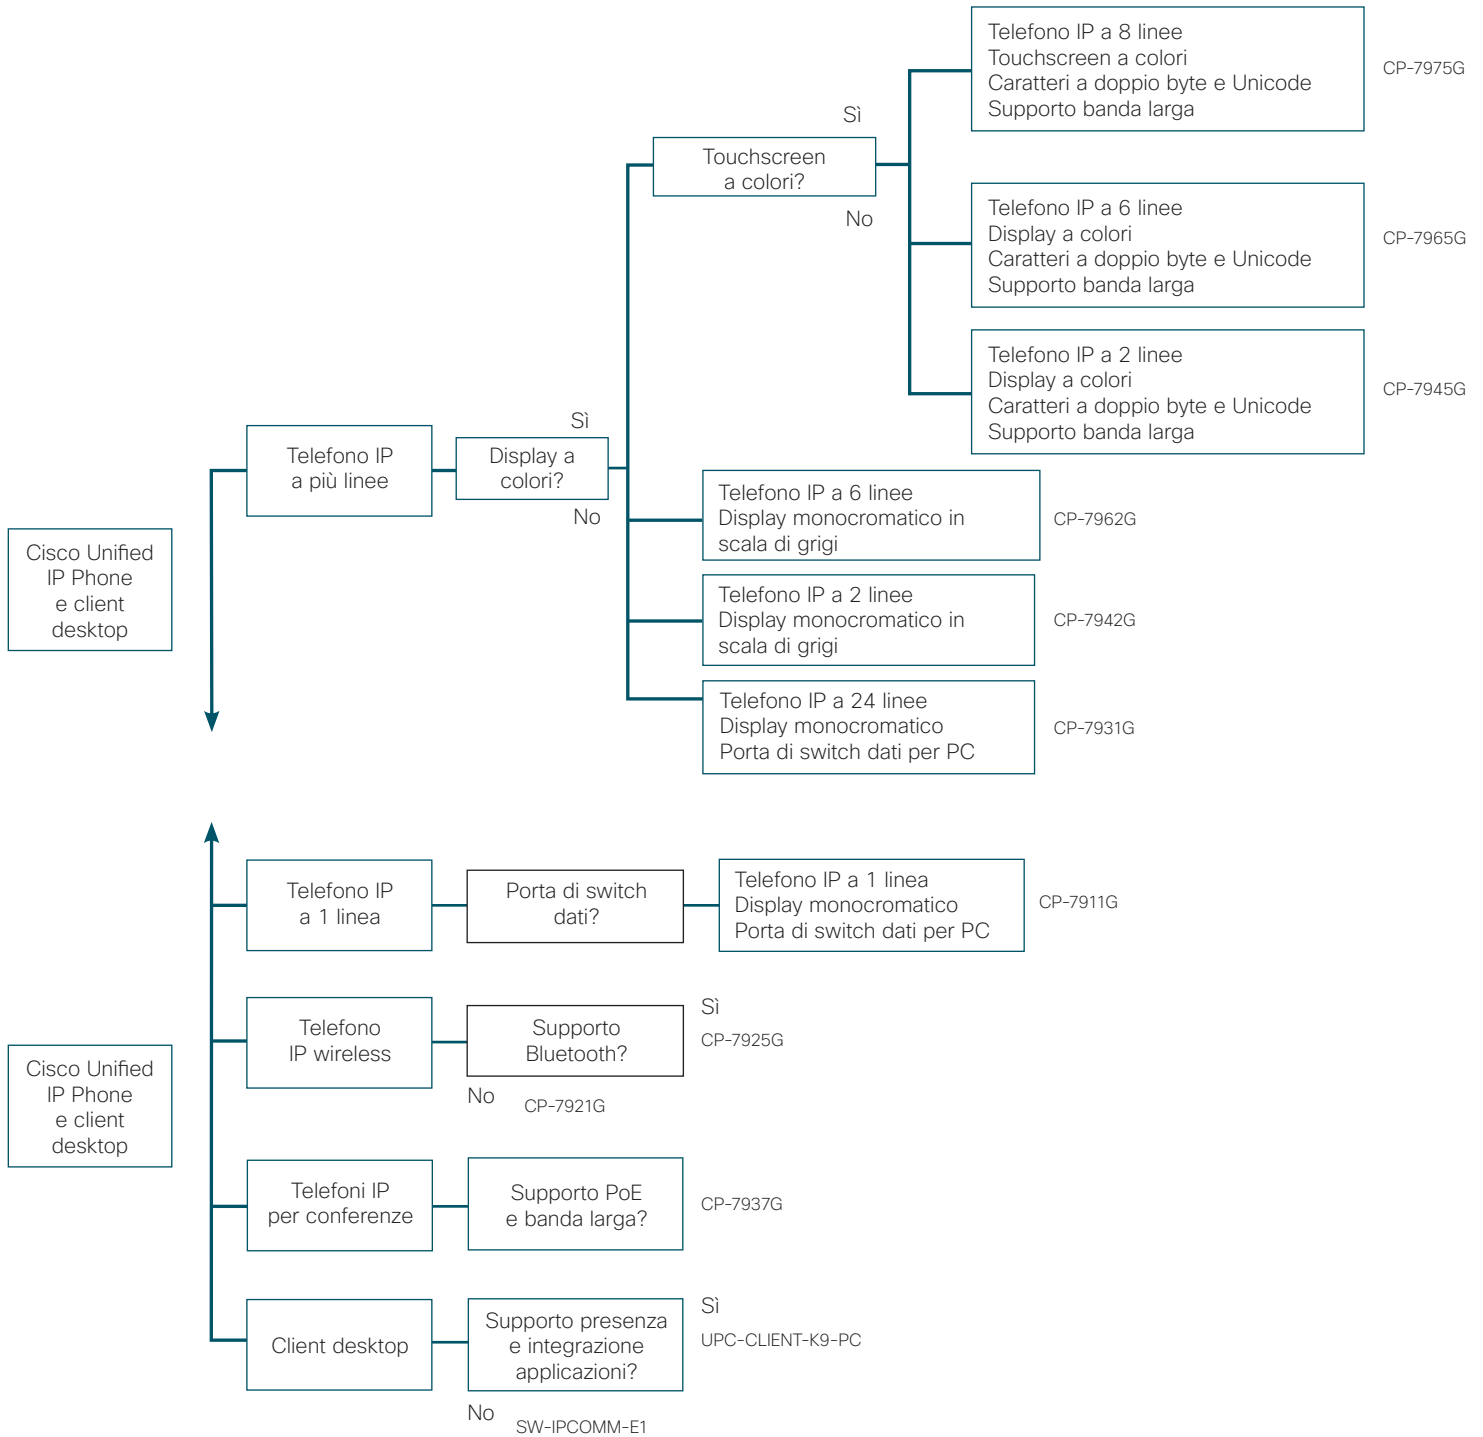 Telefono IP a 8 linee
Touchscreen a colori
Caratteri a doppio byte e Unicode
Supporto banda larga
CP-7975G
Sì
Touchscreen
a colori?
No
Telefono IP a 6 linee
Display a colori
Caratteri a doppio byte e Unicode
Supporto banda larga
CP-7965G
Telefono IP a 2 linee
Display a colori
Caratteri a doppio byte e Unicode
Supporto banda larga
CP-7945G
Telefono IP
a più linee
Sì
Display a
colori?
No
Telefono IP a 6 linee
Display monocromatico in
scala di grigi
CP-7962G
Cisco Unified
IP Phone
e client
desktop
Telefono IP a 2 linee
Display monocromatico in
scala di grigi
CP-7942G
Telefono IP a 24 linee
Display monocromatico
Porta di switch dati per PC
CP-7931G
Telefono IP
a 1 linea
Porta di switch
dati?
Telefono IP a 1 linea
Display monocromatico
Porta di switch dati per PC
CP-7911G
Telefono
IP wireless
Supporto
Bluetooth?
Sì
CP-7925G
No
CP-7921G
Cisco Unified
IP Phone
e client
desktop
Telefoni IP
per conferenze
Supporto PoE
e banda larga?
CP-7937G
Client desktop
Supporto presenza
e integrazione
applicazioni?
Sì
UPC-CLIENT-K9-PC
No
SW-IPCOMM-E1